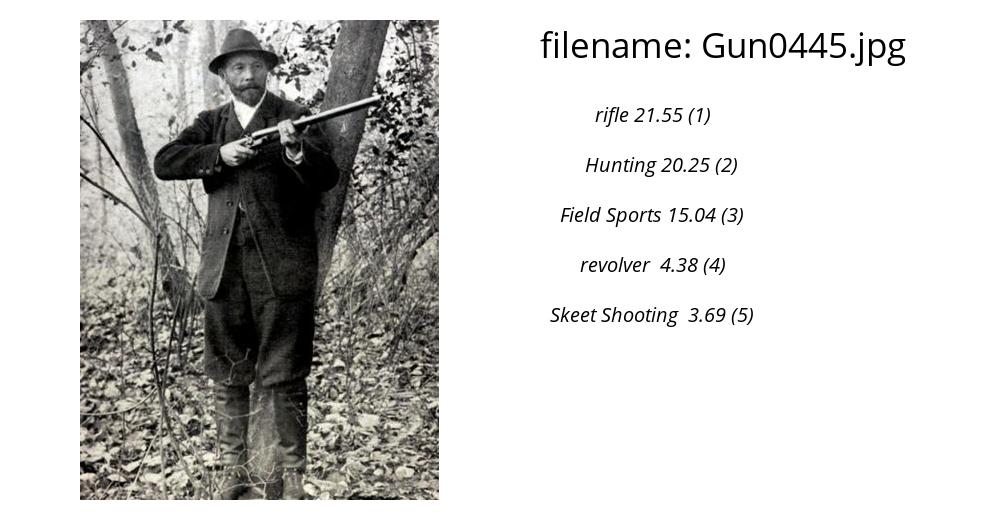 filename: Gun0445.jpg
rifle 21.55 (1)
Hunting 20.25 (2)
Field Sports 15.04 (3)
revolver 4.38 (4)
Skeet Shooting 3.69 (5)